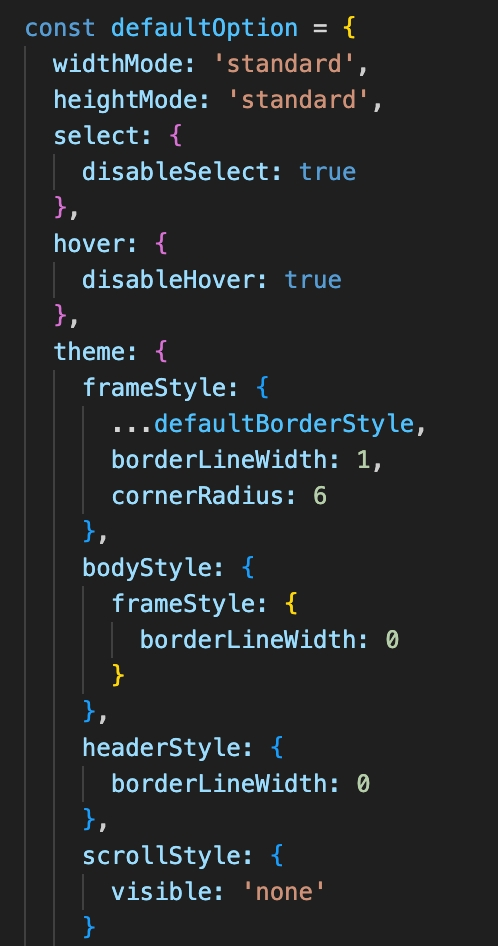 const defaultOption = {
  widthMode: 'standard',
  heightMode: 'standard',
  select: {
    disableSelect: true
  },
  hover: {
    disableHover: true
  },
  theme: {
    frameStyle: {
      ...defaultBorderStyle,
      borderLineWidth: 1,
      cornerRadius: 6
    },
    bodyStyle: {
      frameStyle: {
        borderLineWidth: 0
      }
    },
    headerStyle: {
      borderLineWidth: 0
    },
    scrollStyle: {
      visible: 'none'
    }